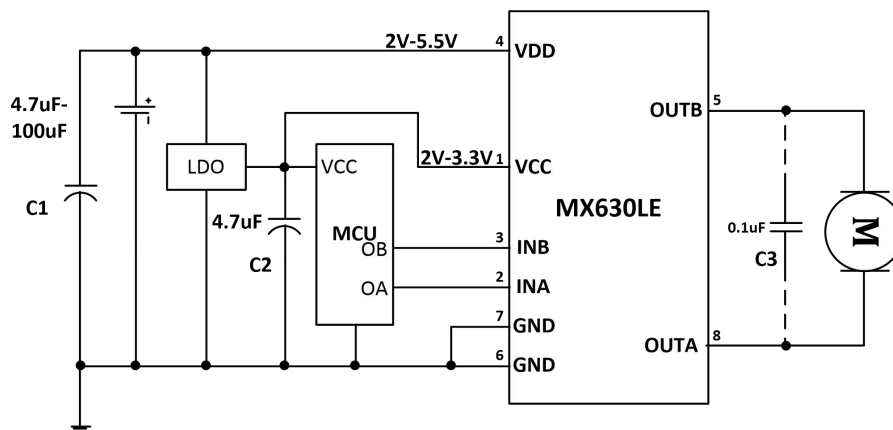 2V-5.5V
4
VDD
4.7uF-
100uF
+
-
C1
LDO
VCC
4.7uF
C2
MCU
OB
OA
2V-3.3V
1
VCC
3
INB
2
INA
7
GND
6
GND
MX630LE
OUTB
5
OUTA
8
0.1uF
C3
M